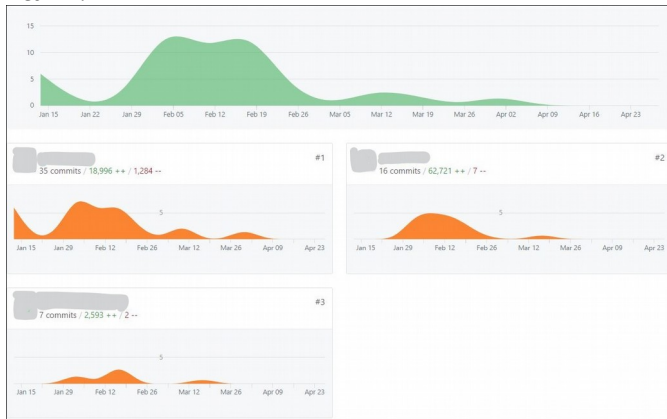 15
10
5
0
Jan 15 Jan 22 Jan 29 Feb 05 Feb 12 Feb 19 Feb 26 Mar 05 Mar 12 Mar 19 Mar 26 Apr 02 Apr 09 Apr 16 Apr 23
#1
35 commits / 18,996 ++ / 1,284 --
5
Jan 15 Jan 29 Feb 12 Feb 26 Mar 12 Mar 26 Apr 09 Apr 23
#2
16 commits / 62,721 ++ / 7 --
5
Jan 15 Jan 29 Feb 12 Feb 26 Mar 12 Mar 26 Apr 09 Apr 23
#3
7 commits / 2,593 ++ / 2 --
5
Jan 15 Jan 29 Feb 12 Feb 26 Mar 12 Mar 26 Apr 09 Apr 23